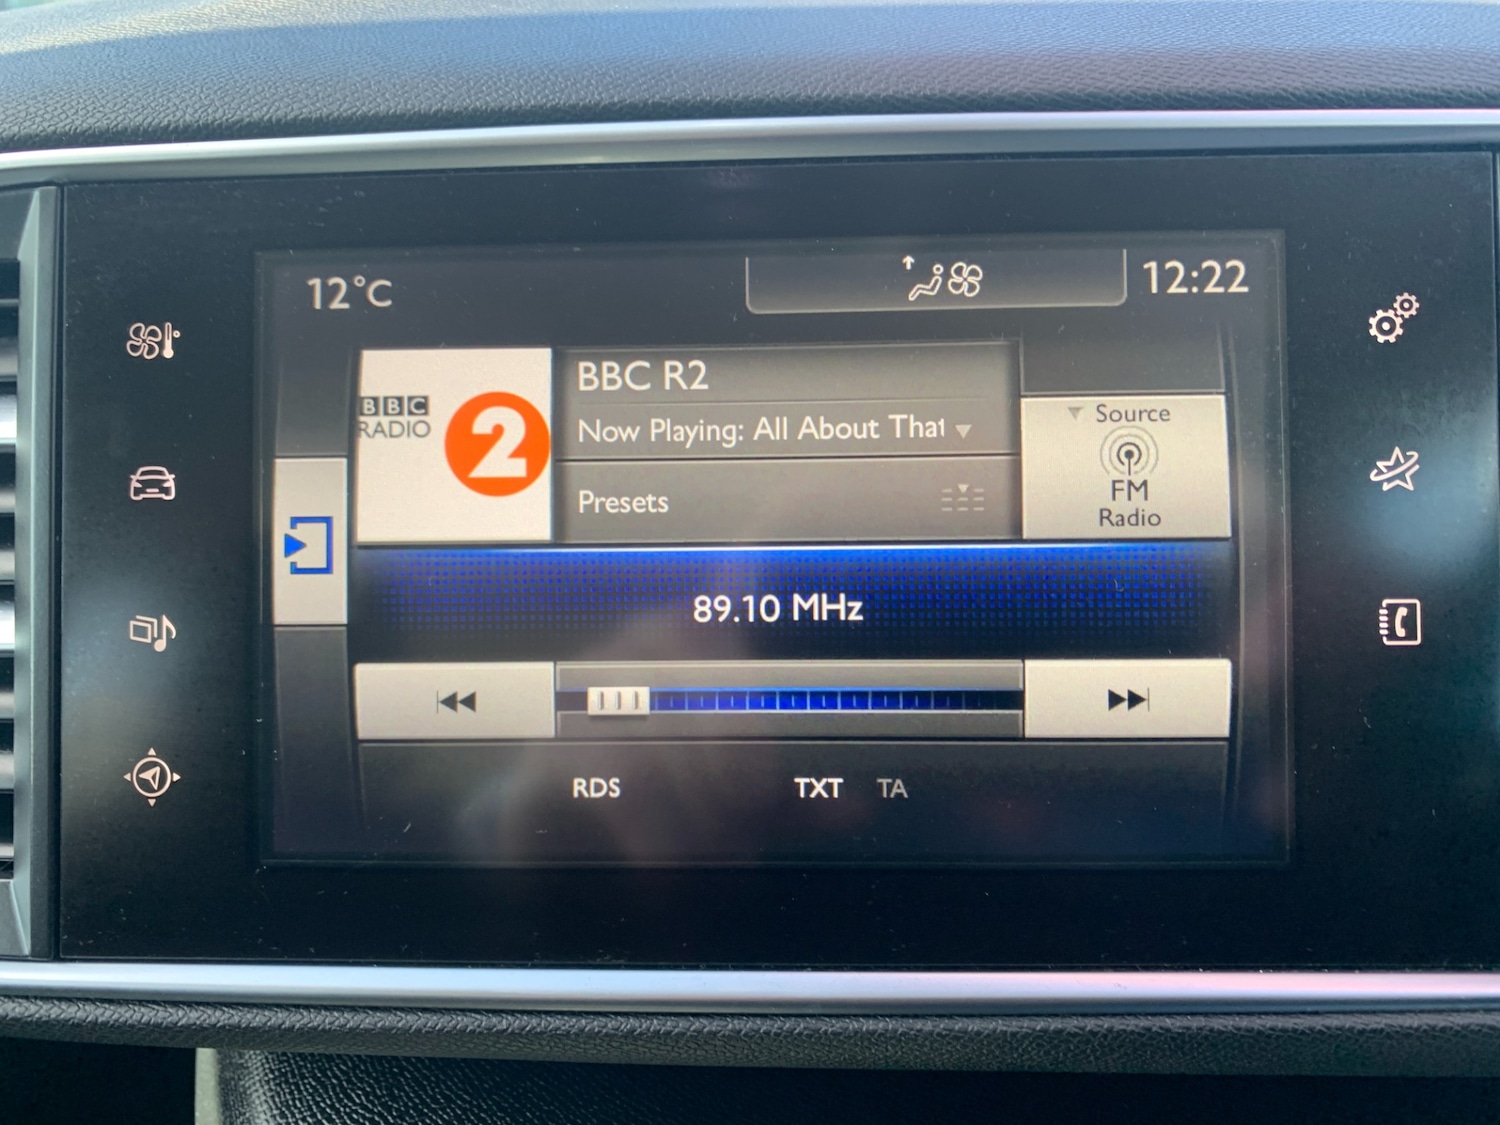 12°C
12:22
BBC
RADIO
2
BBC R2
Now Playing: All About That
Presets
Source
FM
Radio
89.10 MHz
RDS
TXT
TA